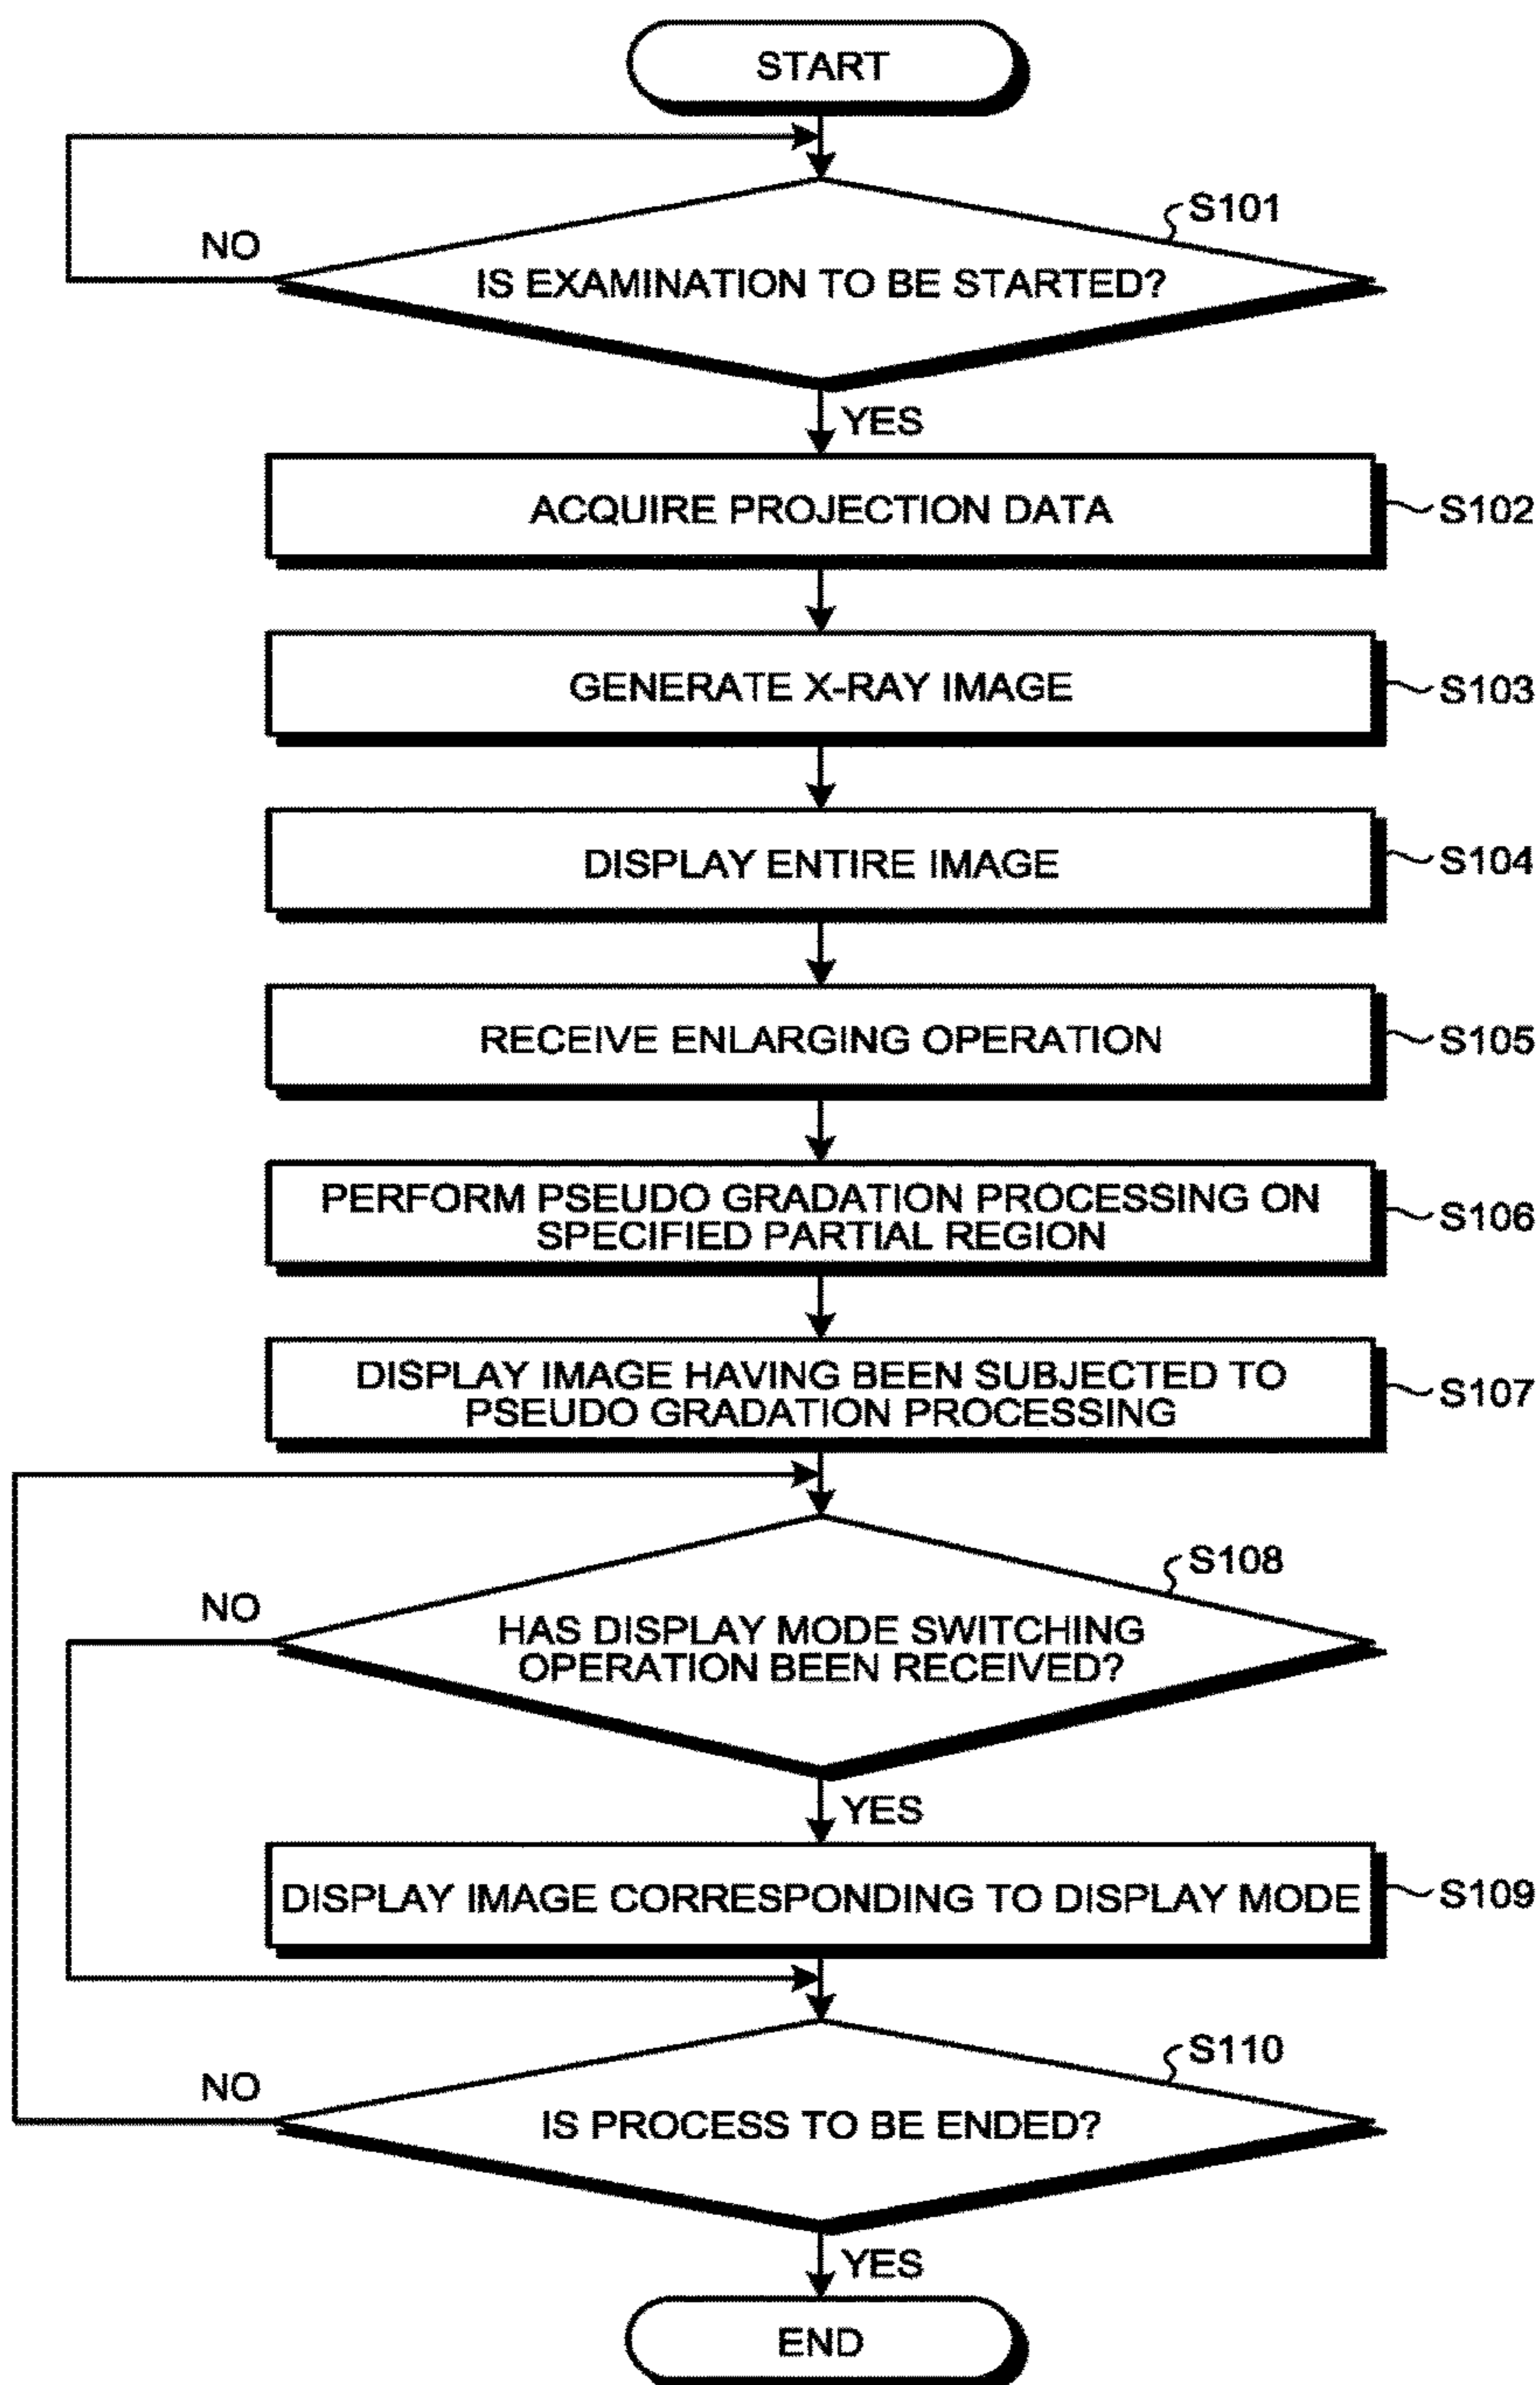 START
S101
NO
IS EXAMINATION TO BE STARTED?
YES
ACQUIRE PROJECTION DATA
S102
GENERATE X-RAY IMAGE
S103
DISPLAY ENTIRE IMAGE
S104
RECEIVE ENLARGING OPERATION
S105
PERFORM PSEUDO GRADATION PROCESSING ON
SPECIFIED PARTIAL REGION
S106
DISPLAY IMAGE HAVING BEEN SUBJECTED TO
PSEUDO GRADATION PROCESSING
S107
S108
NO
HAS DISPLAY MODE SWITCHING
OPERATION BEEN RECEIVED?
YES
DISPLAY IMAGE CORRESPONDING TO DISPLAY MODE
S109
S110
NO
IS PROCESS TO BE ENDED?
YES
END